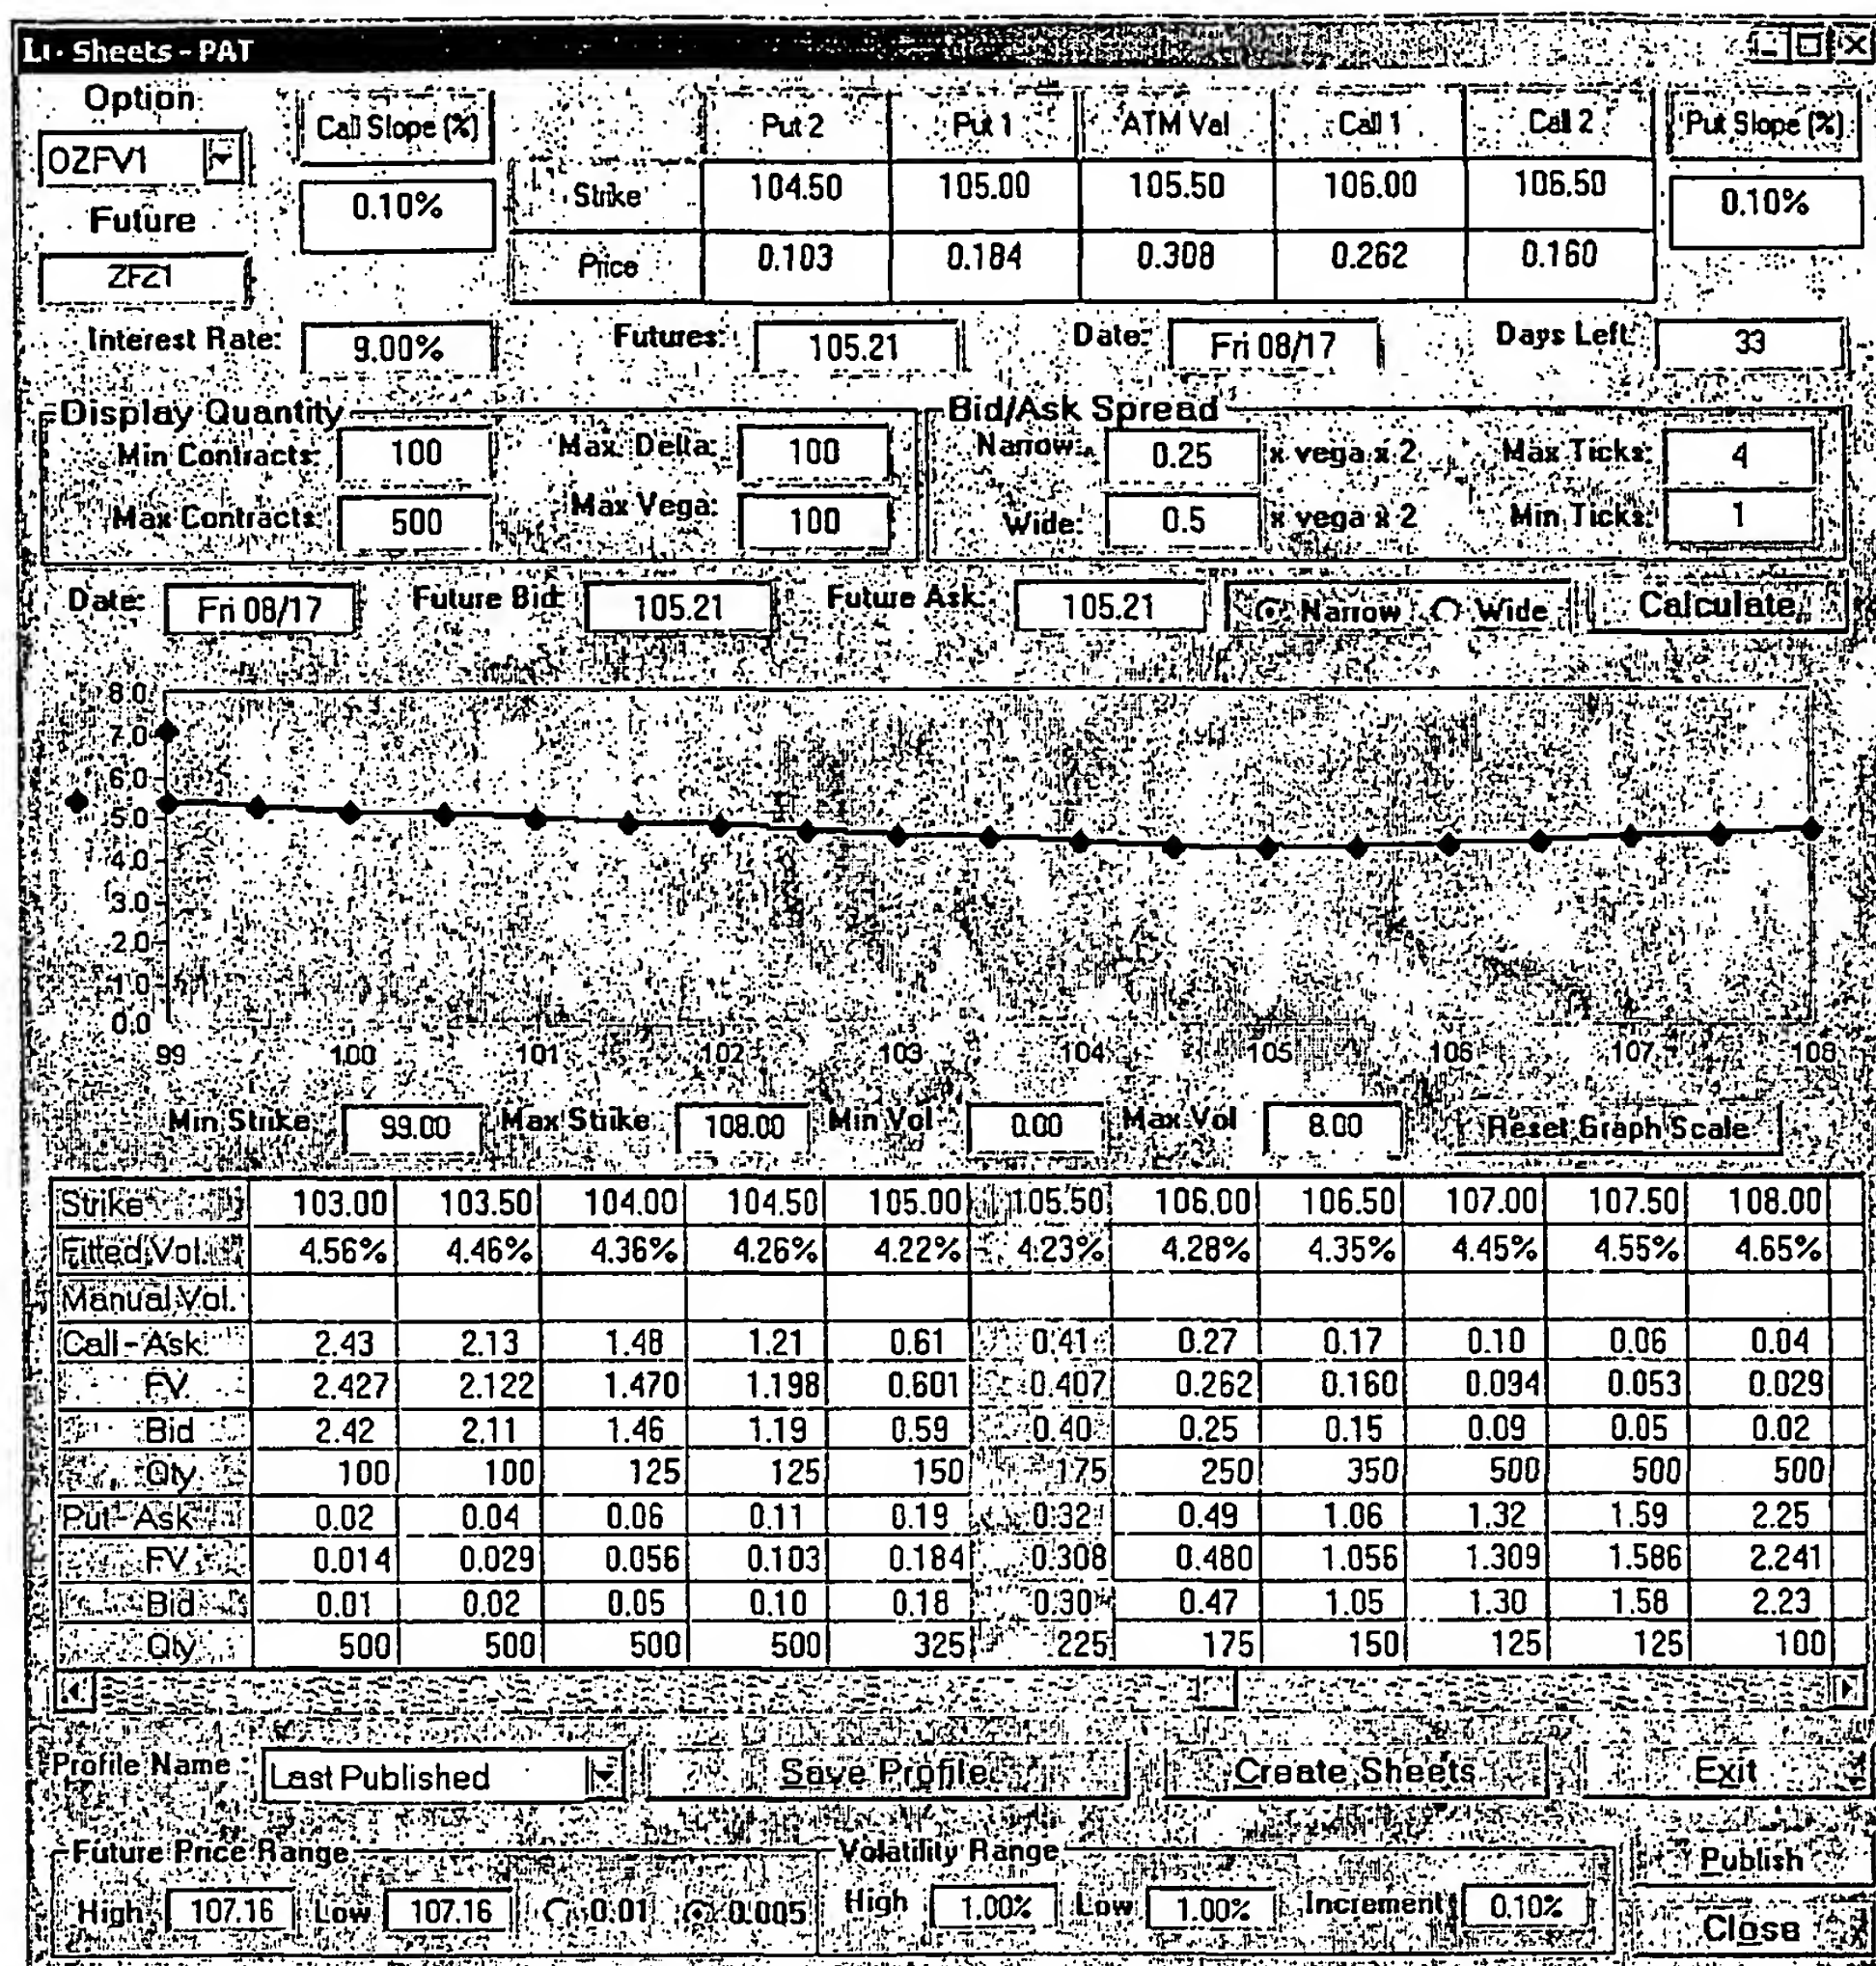 Sheets - PAT
Option Call Slope (%) Put 2 Put 1 ATM Val Call 1 Call 2 Put Slope (%)
OZFV1 Strike 104.50 105.00 105.50 106.00 106.50
Future 0.10% 0.10%
ZFZ1 Price 0.103 0.184 0.308 0.262 0.160
Interest Rate: 9.00% Futures: 105.21 Date: Fri 08/17 Days Left: 33
Display Quantity Bid/Ask Spread
Min Contracts: 100 Max. Delta: 100 Narrow: 0.25 x vega x 2 Max Ticks: 4
Max Contracts: 500 Max Vega: 100 Wide: 0.5 x vega x 2 Min Ticks: 1
Date: Fri 08/17 Future Bid: 105.21 Future Ask: 105.21 Narrow Wide Calculate
8.0
7.0
6.0
5.0
4.0
3.0
2.0
1.0
0.0
99 100 101 102 103 104 105 106 107 108
Min Strike 99.00 Max Strike 108.00 Min Vol 0.00 Max Vol 8.00 Reset Graph Scale
Strike 103.00 103.50 104.00 104.50 105.00 105.50 106.00 106.50 107.00 107.50 108.00
Fitted Vol. 4.56% 4.46% 4.36% 4.26% 4.22% 4.23% 4.28% 4.35% 4.45% 4.55% 4.65%
Manual Vol.
Call - Ask 2.43 2.13 1.48 1.21 0.61 0.41 0.27 0.17 0.10 0.06 0.04
FV 2.427 2.122 1.470 1.198 0.601 0.407 0.262 0.160 0.094 0.053 0.029
Bid 2.42 2.11 1.46 1.19 0.59 0.40 0.25 0.15 0.09 0.05 0.02
Qty 100 100 125 125 150 175 250 350 500 500 500
Put - Ask 0.02 0.04 0.06 0.11 0.19 0.32 0.49 1.06 1.32 1.59 2.25
FV 0.014 0.029 0.056 0.103 0.184 0.308 0.480 1.056 1.309 1.586 2.241
Bid 0.01 0.02 0.05 0.10 0.18 0.30 0.47 1.05 1.30 1.58 2.23
Qty 500 500 500 500 325 225 175 150 125 125 100
Profile Name Last Published Save Profile Create Sheets Exit
Future Price Range Volatility Range Publish
High 107.16 Low 107.16 0.01 0.005 High 1.00% Low 1.00% Increment 0.10%
Close